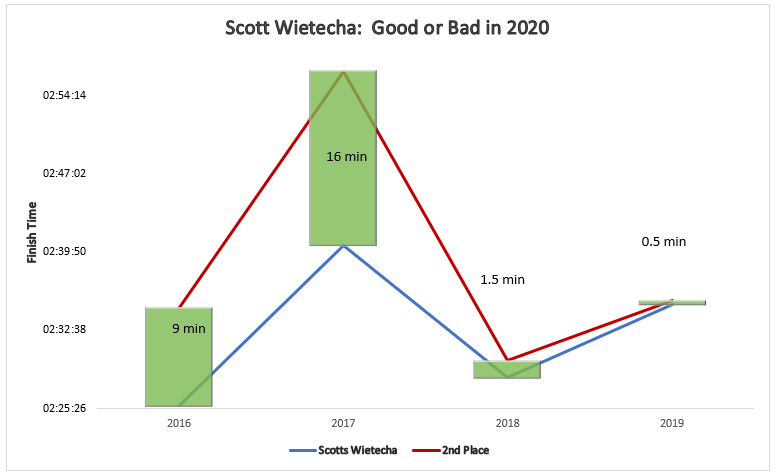 Scott Wietecha:  Good or Bad in 2020
Finish Time
02:54:14
02:47:02
02:39:50
02:32:38
02:25:26
16 min
0.5 min
1.5 min
9 min
2016 2017 2018 2019
Scotts Wietecha 2nd Place